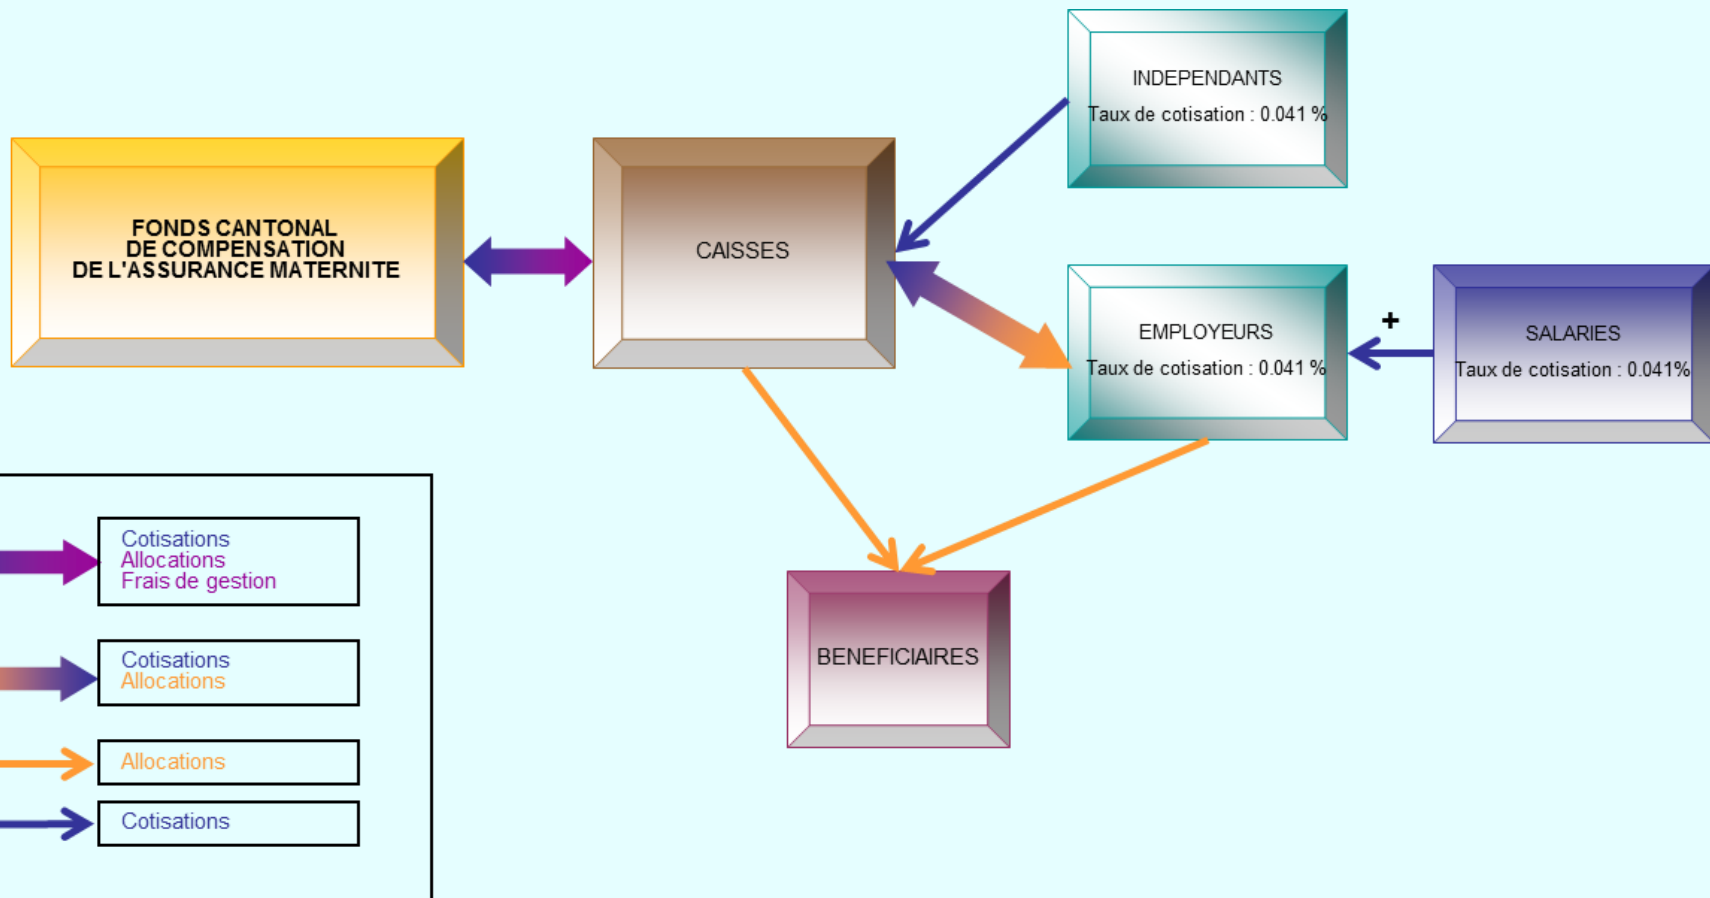 INDEPENDANTS
Taux de cotisation : 0.041 %
FONDS CANTONAL
DE COMPENSATION
DE L'ASSURANCE MATERNITE
CAISSES
EMPLOYEURS
Taux de cotisation : 0.041 %
+
SALARIES
Taux de cotisation : 0.041%
BENEFICIAIRES
Cotisations
Allocations
Frais de gestion
Cotisations
Allocations
Allocations
Cotisations